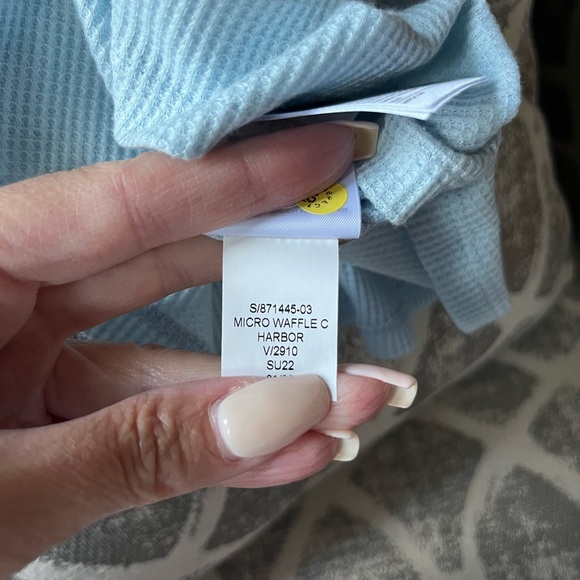 S/871445-03
MICRO WAFFLE C
HARBOR
V/2910
SU22